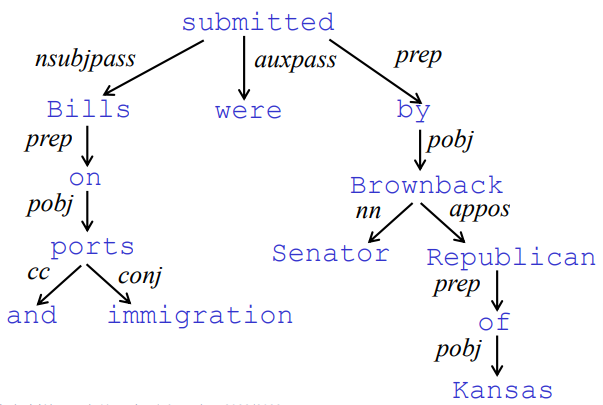 submitted
nsubjpass auxpass prep
Bills were by
prep pobj
on Brownback
pobj nn appos
ports Senator Republican
cc conj prep
and immigration of
pobj
Kansas